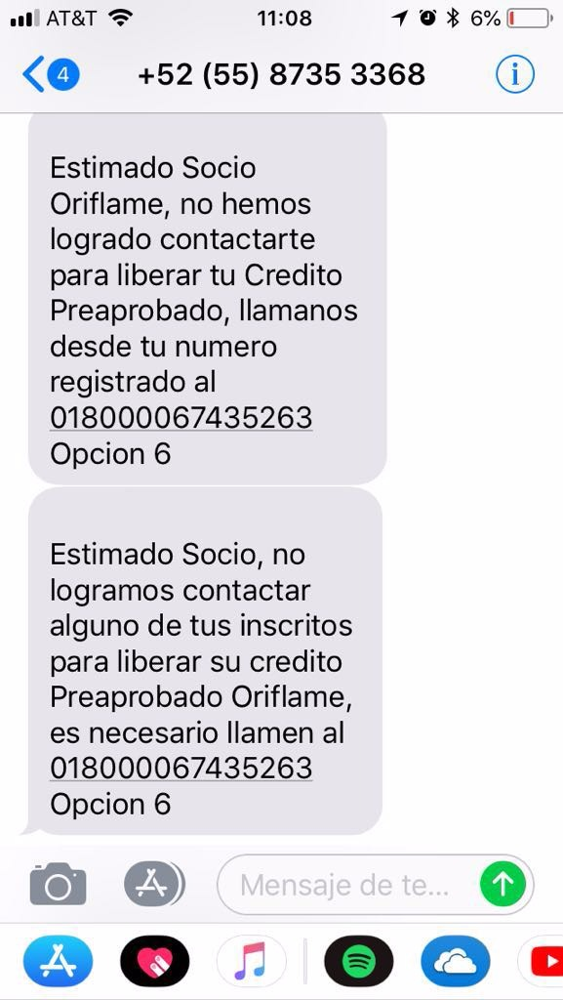 AT&T
11:08
6%
4
+52 (55) 8735 3368
Estimado Socio
Oriflame, no hemos
logrado contactarte
para liberar tu Credito
Preaprobado, llamanos
desde tu numero
registrado al
018000067435263
Opcion 6
Estimado Socio, no
logramos contactar
alguno de tus inscritos
para liberar su credito
Preaprobado Oriflame,
es necesario llamen al
018000067435263
Opcion 6
Mensaje de te...